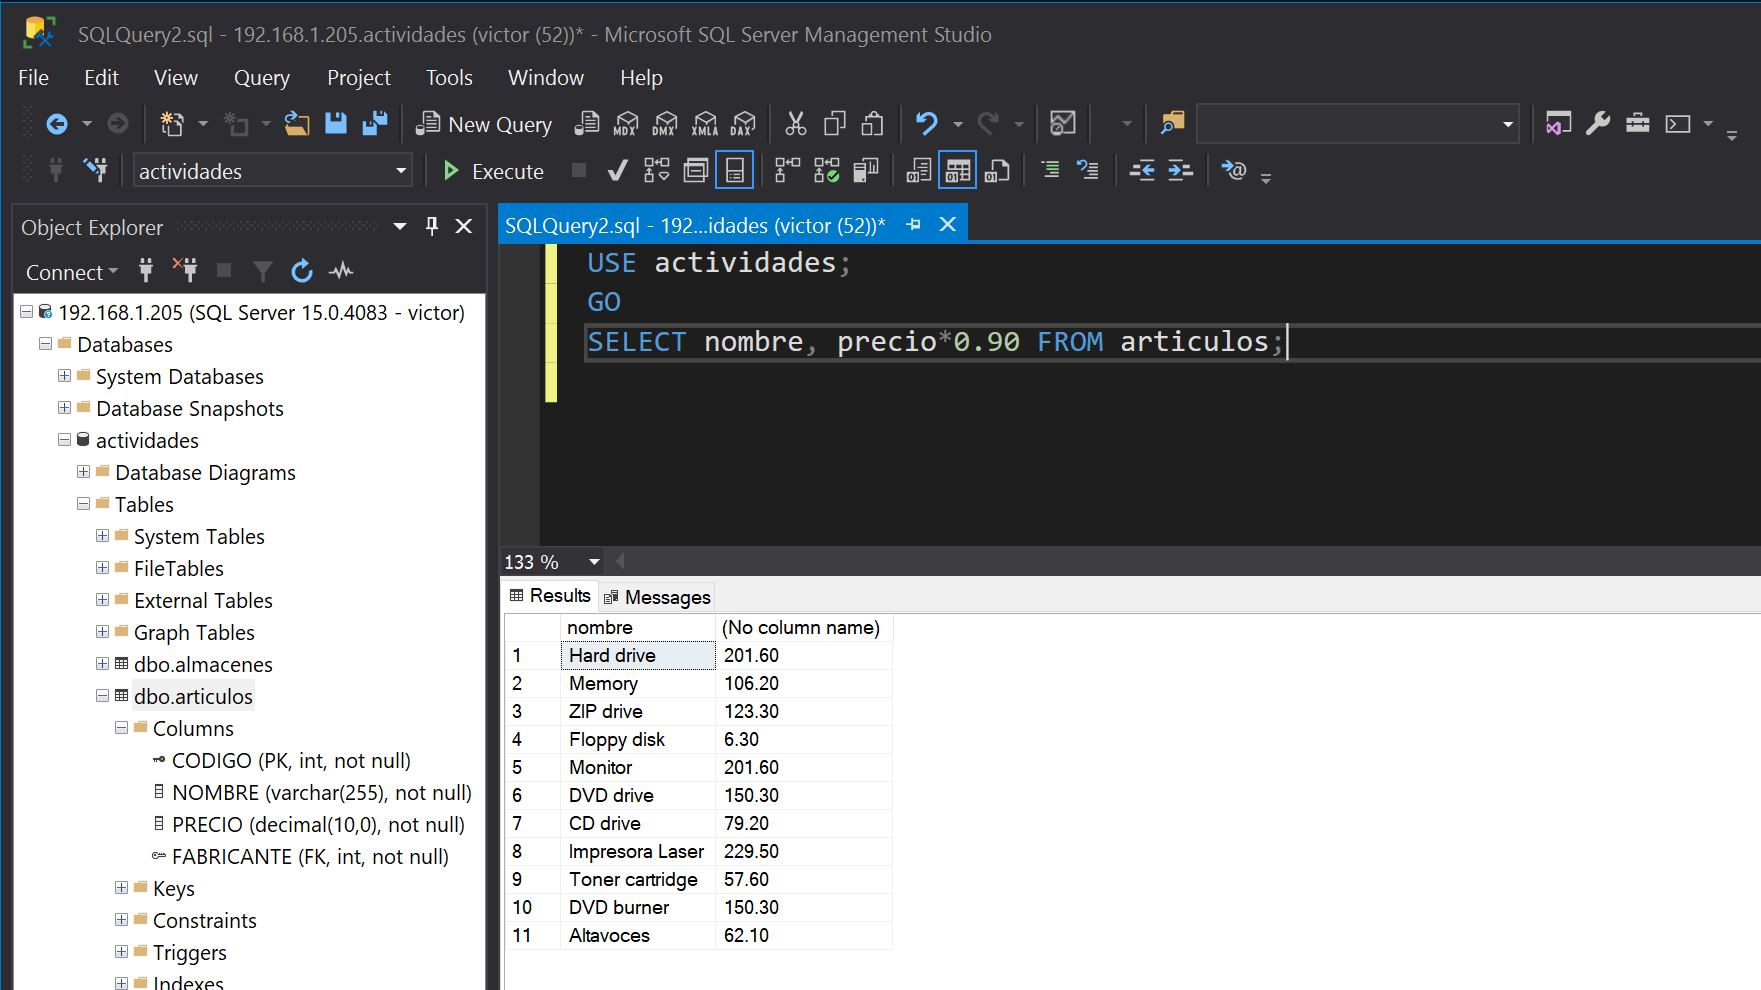 SQLQuery2.sql - 192.168.1.205.actividades (victor (52))* - Microsoft SQL Server Management Studio
File Edit View Query Project Tools Window Help
New Query MDX DMX XMLA DAX
actividades Execute
Object Explorer
Connect
192.168.1.205 (SQL Server 15.0.4083 - victor)
Databases
System Databases
Database Snapshots
actividades
Database Diagrams
Tables
System Tables
FileTables
External Tables
Graph Tables
dbo.almacenes
dbo.articulos
Columns
CODIGO (PK, int, not null)
NOMBRE (varchar(255), not null)
PRECIO (decimal(10,0), not null)
FABRICANTE (FK, int, not null)
Keys
Constraints
Triggers
Indexes
SQLQuery2.sql - 192...idades (victor (52))*
USE actividades;
GO
SELECT nombre, precio*0.90 FROM articulos;
133 %
Results Messages
nombre (No column name)
1 Hard drive 201.60
2 Memory 106.20
3 ZIP drive 123.30
4 Floppy disk 6.30
5 Monitor 201.60
6 DVD drive 150.30
7 CD drive 79.20
8 Impresora Laser 229.50
9 Toner cartridge 57.60
10 DVD burner 150.30
11 Altavoces 62.10